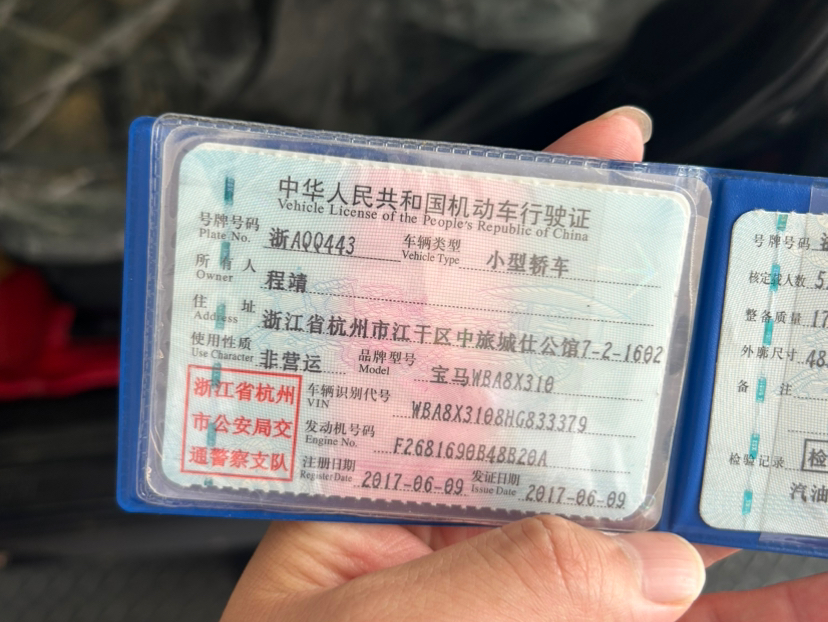 中华人民共和国机动车行驶证
Vehicle License of the People's Republic of China
号牌号码 浙AQQ443 车辆类型 小型轿车
Plate No. Vehicle Type
所有人 程靖
Owner
住址 浙江省杭州市江干区中旅城仕公馆7-2-1602
Address
使用性质 非营运 品牌型号 宝马WBA8X310
Use Character Model
浙江省杭州
市公安局交
通警察支队
车辆识别代号 WBA8X3108HG833379
VIN
发动机号码 F2681690B48B20A
Engine No.
注册日期 2017-06-09 发证日期 2017-06-09
Register Date Issue Date
号牌号码
核定载人数
整备质量 17
外廓尺寸 48
备注
检验记录 检
汽油